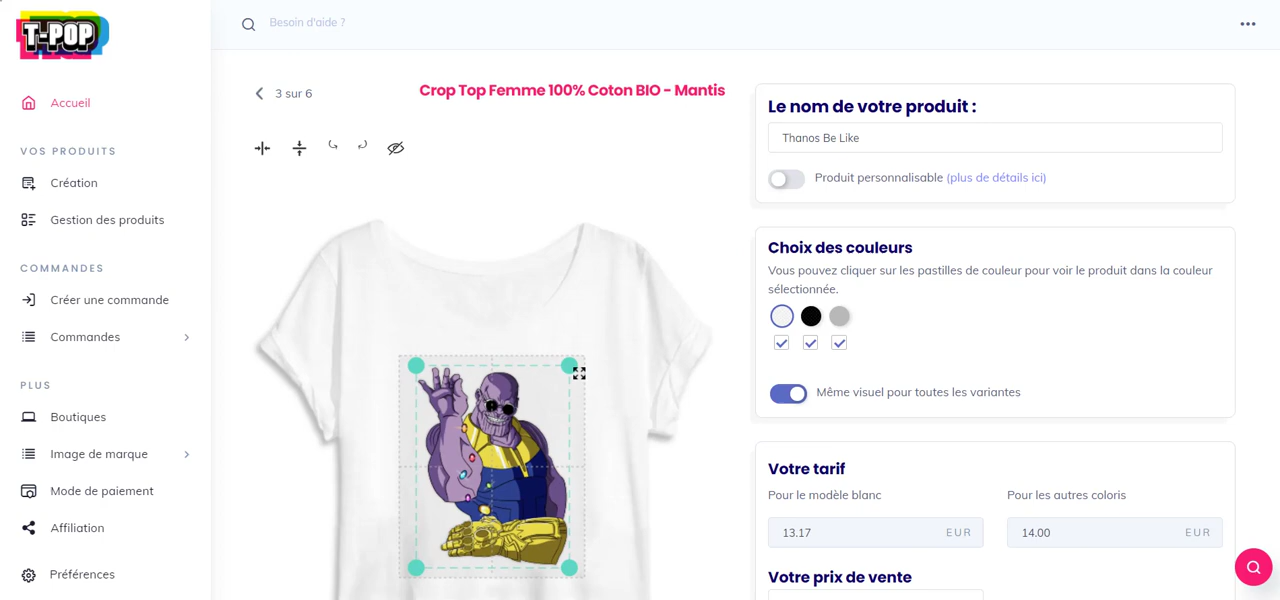 T-POP
Besoin d'aide ?
Accueil
VOS PRODUITS
Création
Gestion des produits
COMMANDES
Créer une commande
Commandes
PLUS
Boutiques
Image de marque
Mode de paiement
Affiliation
Préférences
3 sur 6
Crop Top Femme 100% Coton BIO - Mantis
Le nom de votre produit :
Thanos Be Like
Produit personnalisable (plus de détails ici)
Choix des couleurs
Vous pouvez cliquer sur les pastilles de couleur pour voir le produit dans la couleur
sélectionnée.
Même visuel pour toutes les variantes
Votre tarif
Pour le modèle blanc
Pour les autres coloris
13.17 EUR
14.00 EUR
Votre prix de vente